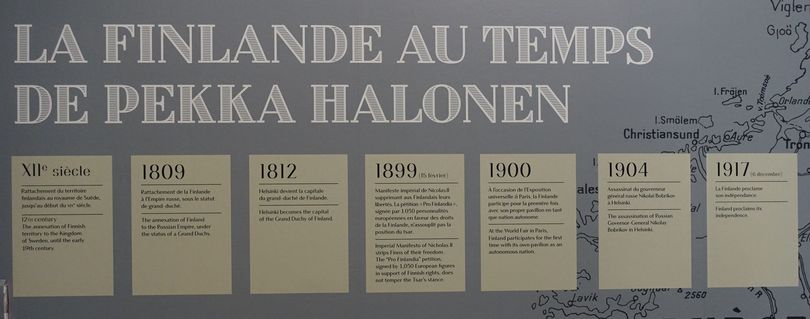 LA FINLANDE AU TEMPS
DE PEKKA HALONEN
XIIe siècle
Rattachement du territoire
finlandais au royaume de Suède,
jusqu'au début du
siècle.
12th century
The annexation of Finnish
territory to the Kingdom
of Sweden, until the early
19th century.
1809
Rattachement de la Finlande
à l'Empire russe, sous le statut
de grand-duché.
The annexation of Finland
to the Russian Empire, under
the status of a Grand Duchy.
1812
Helsinki devient la capitale
du grand-duché de Finlande.
Helsinki becomes the capital
of the Grand Duchy of Finland.
1899 (15 février)
Manifeste impérial de Nicolas II
supprimant aux Finlandais leurs
libertés. La pétition « Pro Finlandia »,
signée par 1 050 personnalités
européennes en faveur des droits
de la Finlande, n'assouplit pas la
position du tsar.
Imperial Manifesto of Nicholas II
strips Finns of their freedom.
The "Pro Finlandia" petition,
signed by 1,050 European figures
in support of Finnish rights, does
not temper the Tsar's stance.
1900
À l'occasion de l'Exposition
universelle à Paris, la Finlande
participe pour la première fois
avec son propre pavillon en tant
que nation autonome.
At the World Fair in Paris,
Finland participates for the first
time with its own pavilion as an
autonomous nation.
1904
Assassinat du gouverneur
général russe Nikolaï Bobrikov
à Helsinki.
The assassination of Russian
Governor-General Nikolai
Bobrikov in Helsinki.
1917 (6 décembre)
La Finlande proclame
son indépendance.
Finland proclaims its
independence.
Vigler
Gjoö
I. Fröjen
v. Tröimsnæ
Orland
I. Smölem
Christiansund
Aure
Tron
Lavik
2560